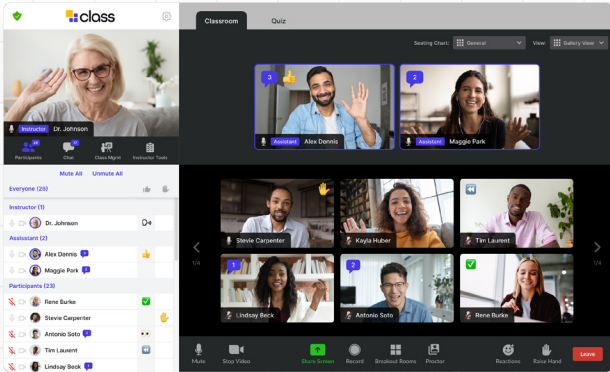 class
Instructor Dr. Johnson
Participants
Chat
Class Mgmt
Instructor Tools
Mute All Unmute All
Everyone (26)
Instructor (1)
Dr. Johnson
Assisstant (2)
Alex Dennis
Maggie Park
Participants (23)
Rene Burke
Stevie Carpenter
Antonio Soto
Tim Lauent
Lindsay Beck
Classroom
Quiz
Seating Chart: General View: Gallery View
3
Assistant Alex Dennis
2
Assistant Maggie Park
Stevie Carpenter
Kayla Huber
Tim Laurent
1/4
1/4
1
Lindsay Beck
2
Antonio Soto
Rene Burke
Mute
Stop Video
Share Screen
Record
Breakout Rooms
Proctor
Reactions
Raise Hand
Leave